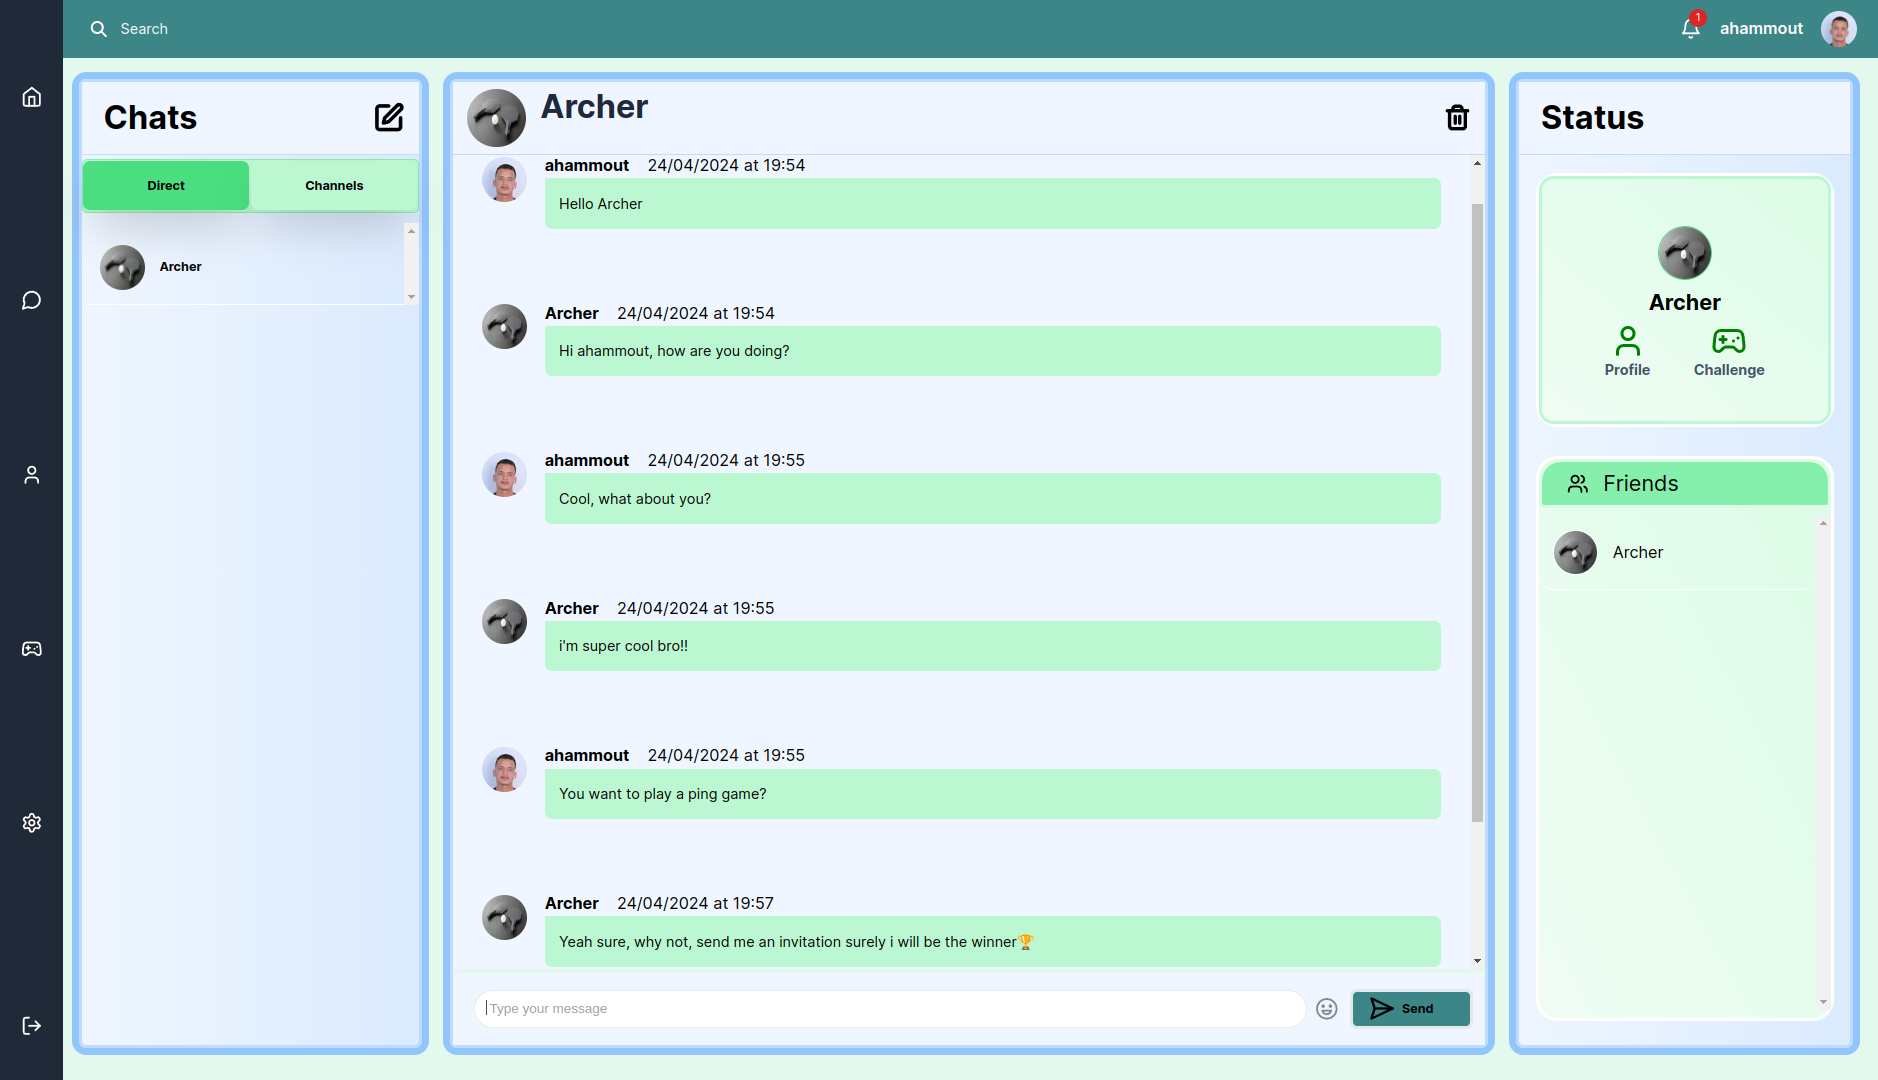 Search
1
ahammout
Chats
Direct
Channels
Archer
Archer
ahammout 24/04/2024 at 19:54
Hello Archer
Archer 24/04/2024 at 19:54
Hi ahammout, how are you doing?
ahammout 24/04/2024 at 19:55
Cool, what about you?
Archer 24/04/2024 at 19:55
i'm super cool bro!!
ahammout 24/04/2024 at 19:55
You want to play a ping game?
Archer 24/04/2024 at 19:57
Yeah sure, why not, send me an invitation surely i will be the winner🏆
Type your message
Send
Status
Archer
Profile
Challenge
Friends
Archer